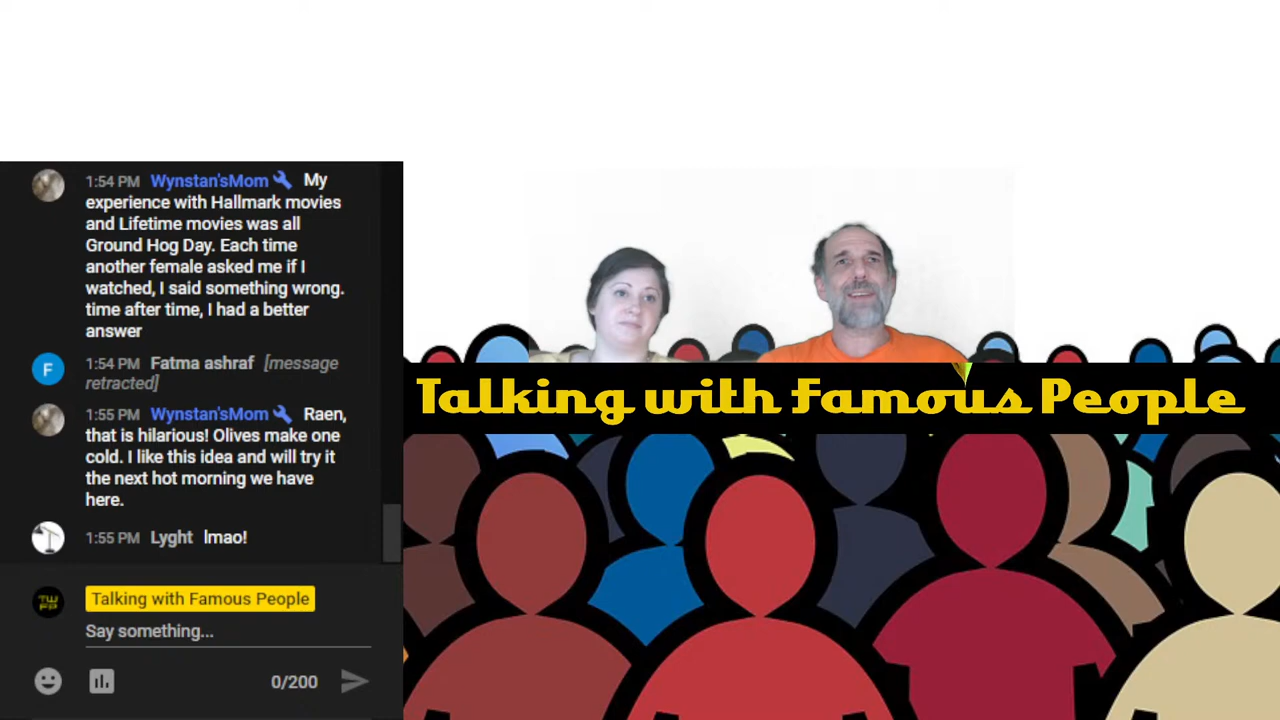 1:54 PM Wynstan'sMom My
experience with Hallmark movies
and Lifetime movies was all
Ground Hog Day. Each time
another female asked me if I
watched, I said something wrong.
time after time, I had a better
answer
F 1:54 PM Fatma ashraf [message
retracted]
1:55 PM Wynstan'sMom Raen,
that is hilarious! Olives make one
cold. I like this idea and will try it
the next hot morning we have
here.
1:55 PM Lyght lmao!
TW
FP
Talking with Famous People
Say something...
0/200
Talking with Famous People